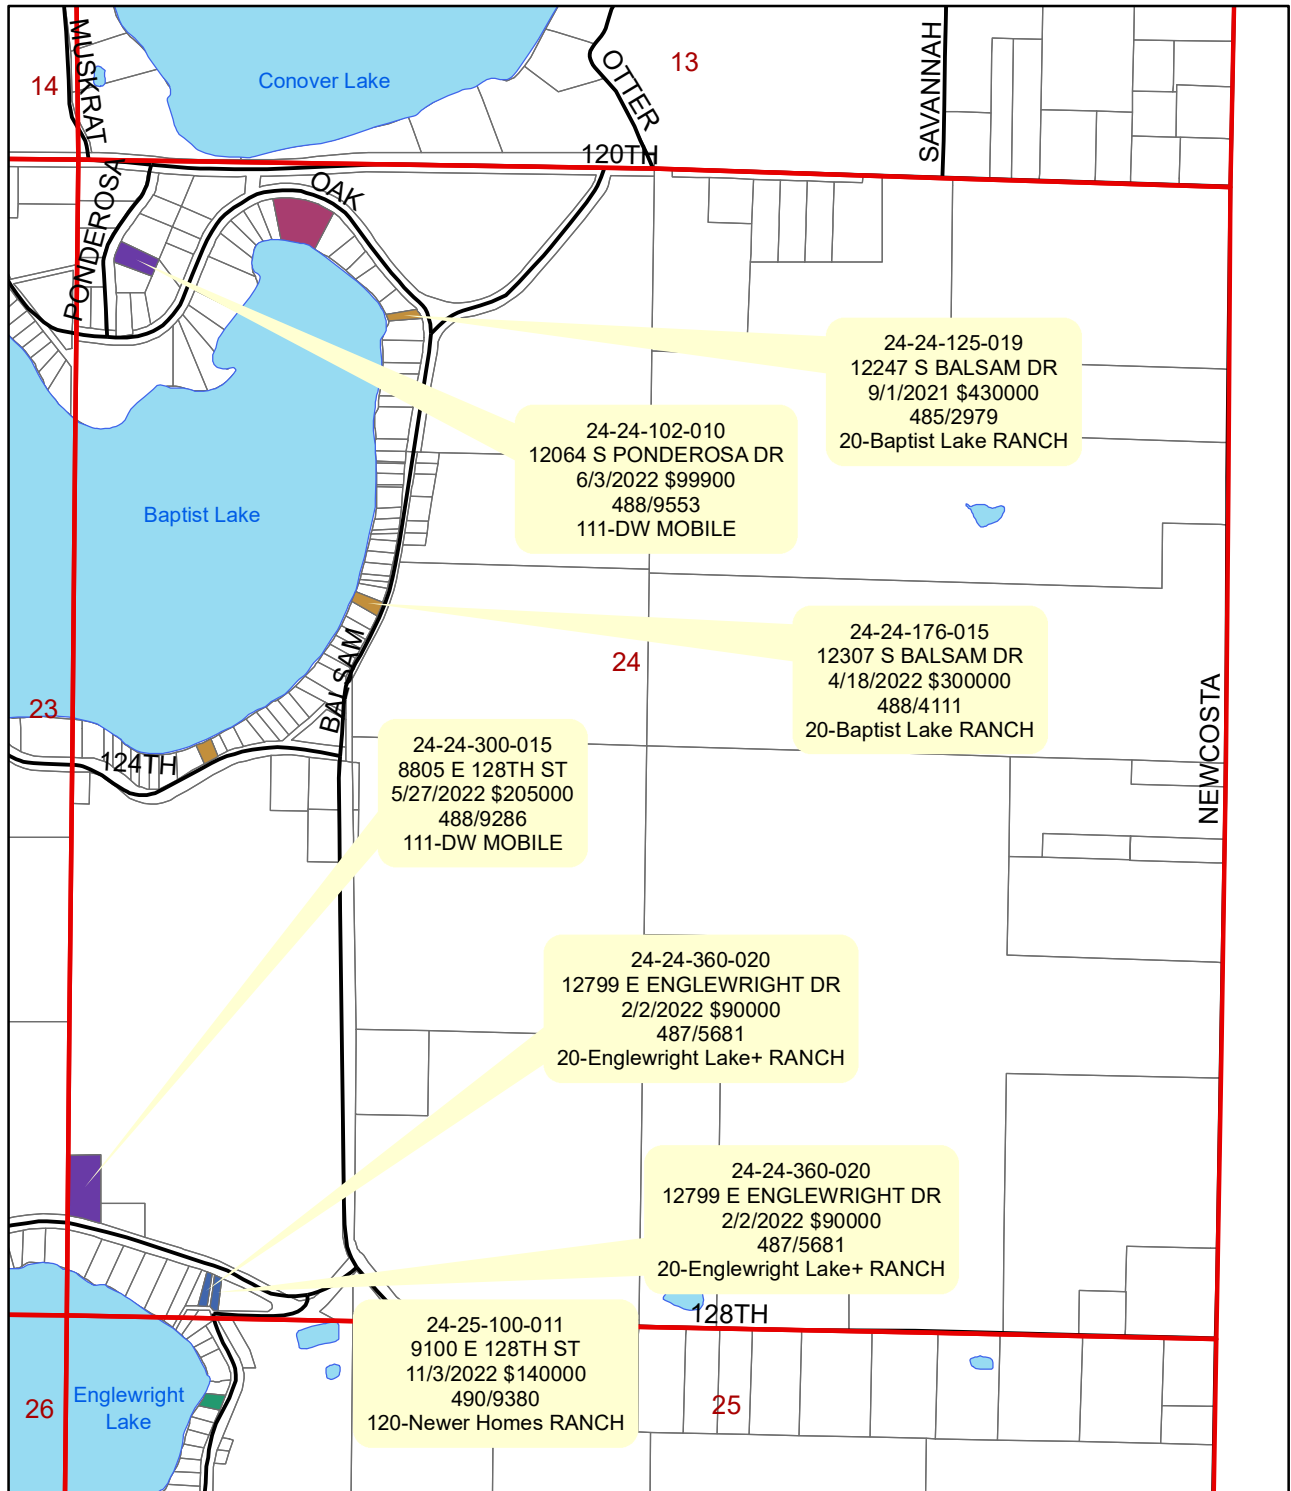 MUSKRAT
14
Conover Lake
OTTER
13
SAVANNAH
120TH
PONDEROSA
OAK
24-24-125-019
12247 S BALSAM DR
9/1/2021 $430000
485/2979
20-Baptist Lake RANCH
24-24-102-010
12064 S PONDEROSA DR
6/3/2022 $99900
488/9553
111-DW MOBILE
Baptist Lake
24-24-176-015
12307 S BALSAM DR
4/18/2022 $300000
488/4111
20-Baptist Lake RANCH
24
BALSAM
23
NEWCOSTA
124TH
24-24-300-015
8805 E 128TH ST
5/27/2022 $205000
488/9286
111-DW MOBILE
24-24-360-020
12799 E ENGLEWRIGHT DR
2/2/2022 $90000
487/5681
20-Englewright Lake+ RANCH
24-24-360-020
12799 E ENGLEWRIGHT DR
2/2/2022 $90000
487/5681
20-Englewright Lake+ RANCH
128TH
24-25-100-011
9100 E 128TH ST
11/3/2022 $140000
490/9380
120-Newer Homes RANCH
Englewright
Lake
26
25